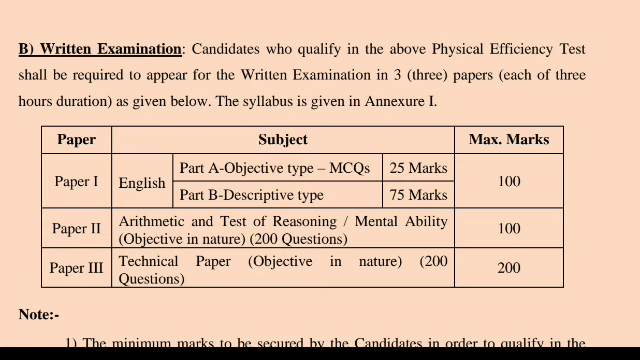 B) Written Examination: Candidates who qualify in the above Physical Efficiency Test
shall be required to appear for the Written Examination in 3 (three) papers (each of three
hours duration) as given below. The syllabus is given in Annexure I.
Paper Subject Max. Marks
Paper I English Part A-Objective type – MCQs 25 Marks 100
Part B-Descriptive type 75 Marks
Paper II Arithmetic and Test of Reasoning / Mental Ability 100
(Objective in nature) (200 Questions)
Paper III Technical Paper (Objective in nature) (200 200
Questions)
Note:-
1) The minimum marks to be secured by the Candidates in order to qualify in the